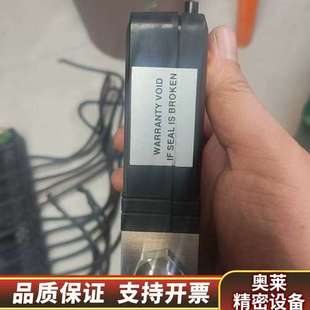 WARRANTY VOID
IF SEAL IS BROKEN
品质保证 支持开票
奥莱
精密设备